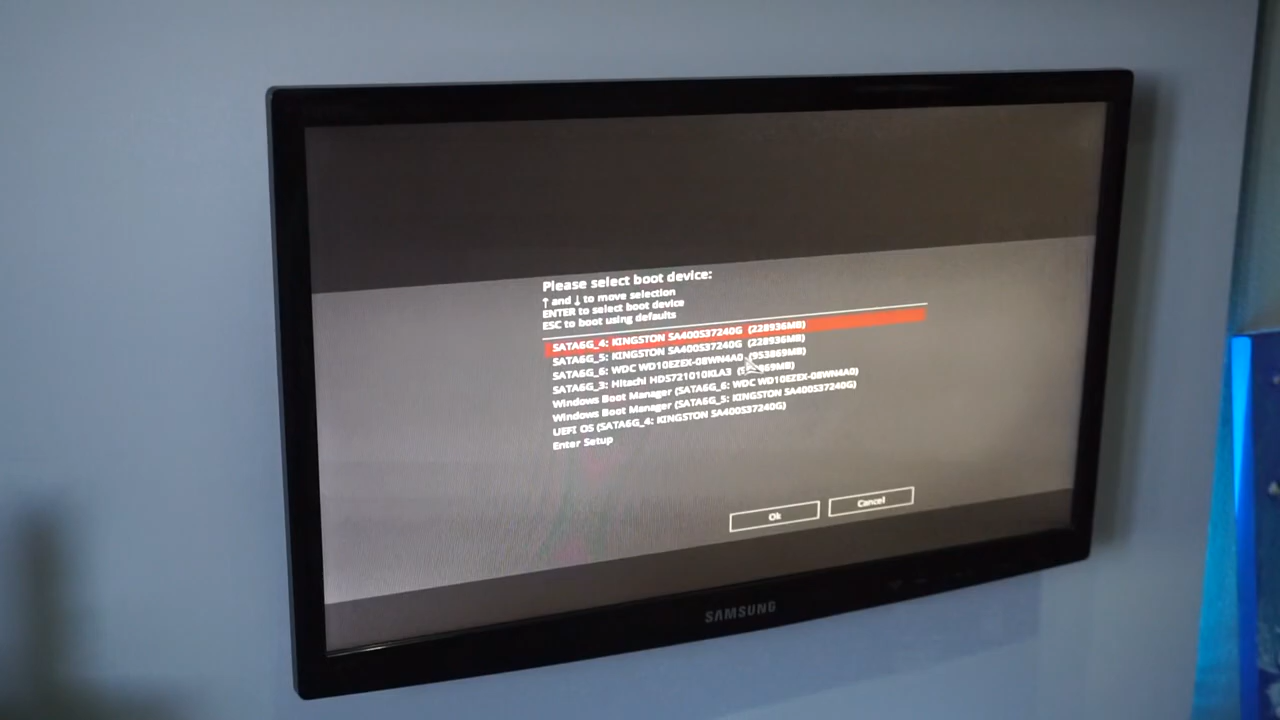 Please select boot device:
↑ and ↓ to move selection
ENTER to select boot device
ESC to boot using defaults
SATA6G_4: KINGSTON SA400S37240G (228936MB)
SATA6G_5: KINGSTON SA400S37240G (228936MB)
SATA6G_6: WDC WD10EZEX-08WN4A0 (953869MB)
SATA6G_3: Hitachi HDS721010KLA3
Windows Boot Manager (SATA6G_6: WDC WD10EZEX-08WN4A0)
Windows Boot Manager (SATA6G_5: KINGSTON SA400S37240G)
UEFI OS (SATA6G_4: KINGSTON SA400S37240G)
Enter Setup
Ok
Cancel
SAMSUNG